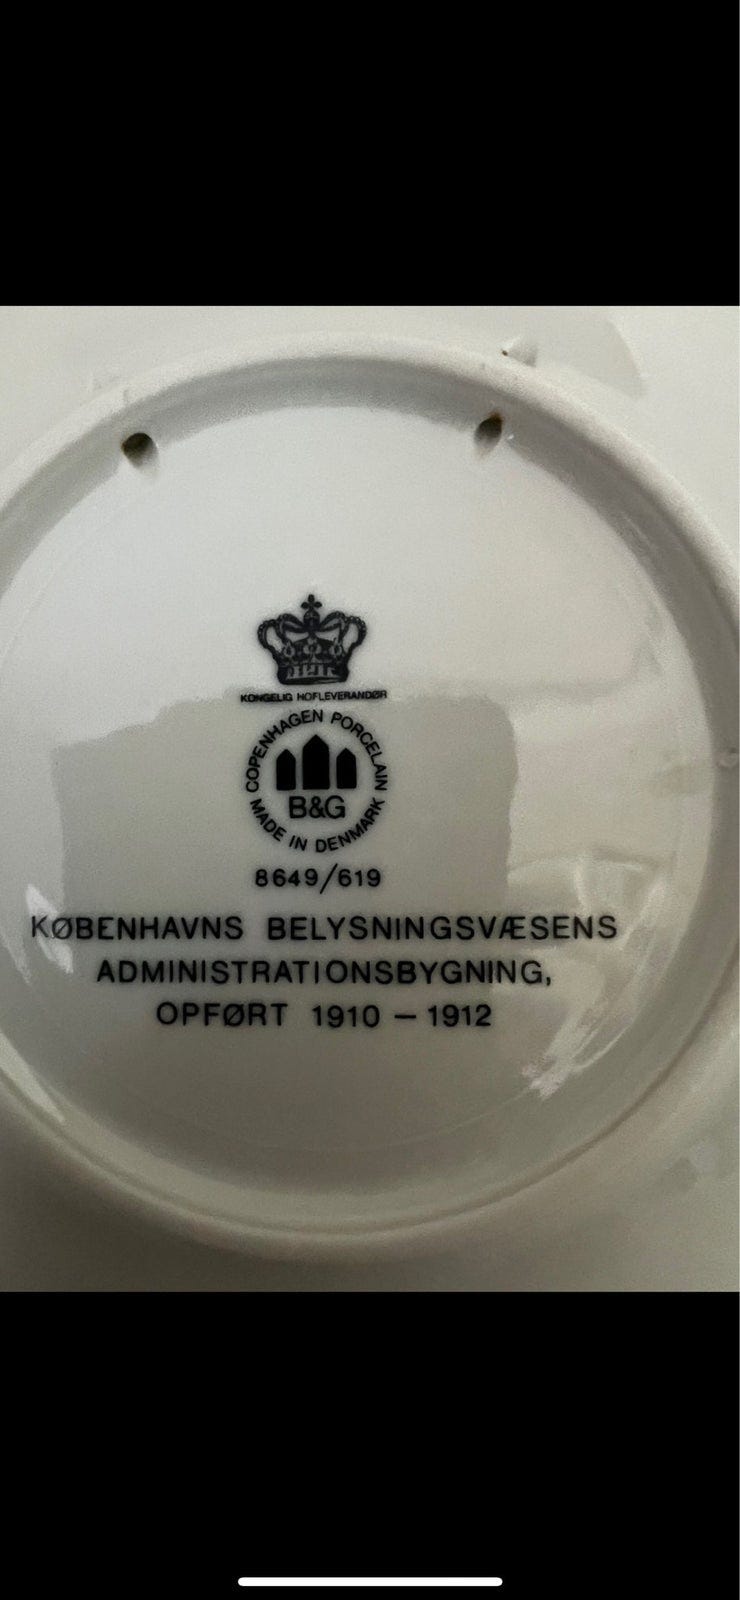 KONGELIG HOFLEVERANDØR
COPENHAGEN PORCELAIN
B&G
MADE IN DENMARK
8649/619
KØBENHAVNS BELYSNINGSVÆSENS
ADMINISTRATIONSBYGNING,
OPFØRT 1910 – 1912